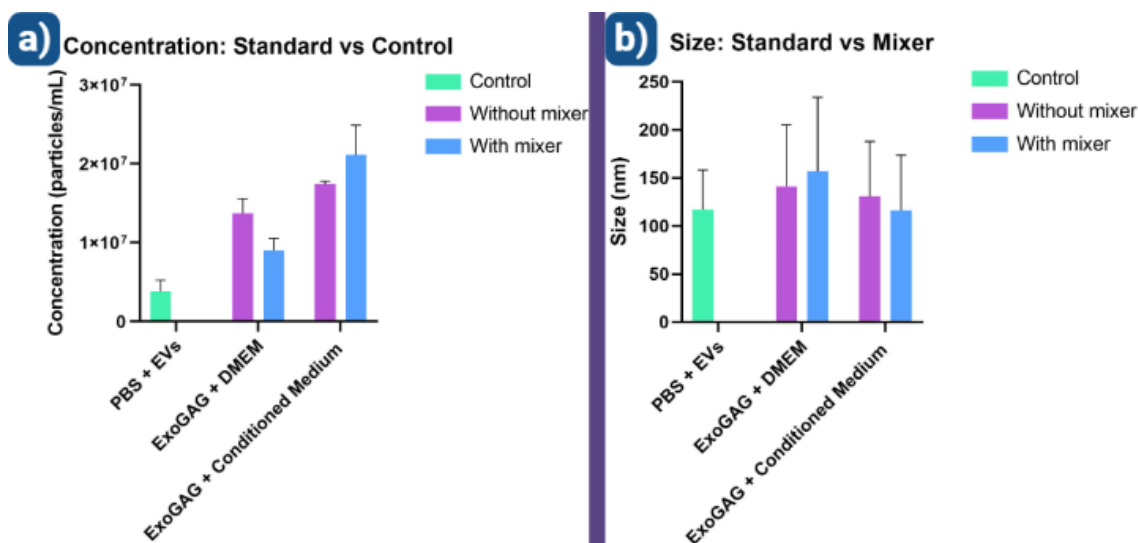 a) Concentration: Standard vs Control
Concentration (particles/mL)
3×10⁷
2×10⁷
1×10⁷
0
PBS + EVs
ExoGAG + DMEM
ExoGAG + Conditioned Medium
Control
Without mixer
With mixer
b) Size: Standard vs Mixer
Size (nm)
250
200
150
100
50
0
PBS + EVs
ExoGAG + DMEM
ExoGAG + Conditioned Medium
Control
Without mixer
With mixer